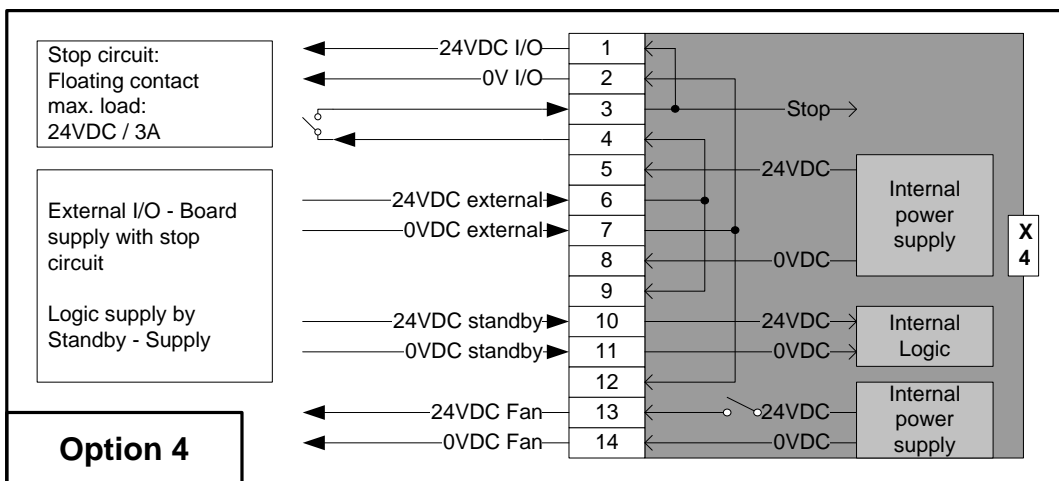 Stop circuit:
Floating contact
max. load:
24VDC / 3A
External I/O - Board
supply with stop
circuit
Logic supply by
Standby - Supply
Option 4
24VDC I/O
0V I/O
24VDC external
0VDC external
24VDC standby
0VDC standby
24VDC Fan
0VDC Fan
1
2
3
4
5
6
7
8
9
10
11
12
13
14
Stop
24VDC
0VDC
24VDC
0VDC
24VDC
0VDC
Internal
power
supply
Internal
Logic
Internal
power
supply
X
4